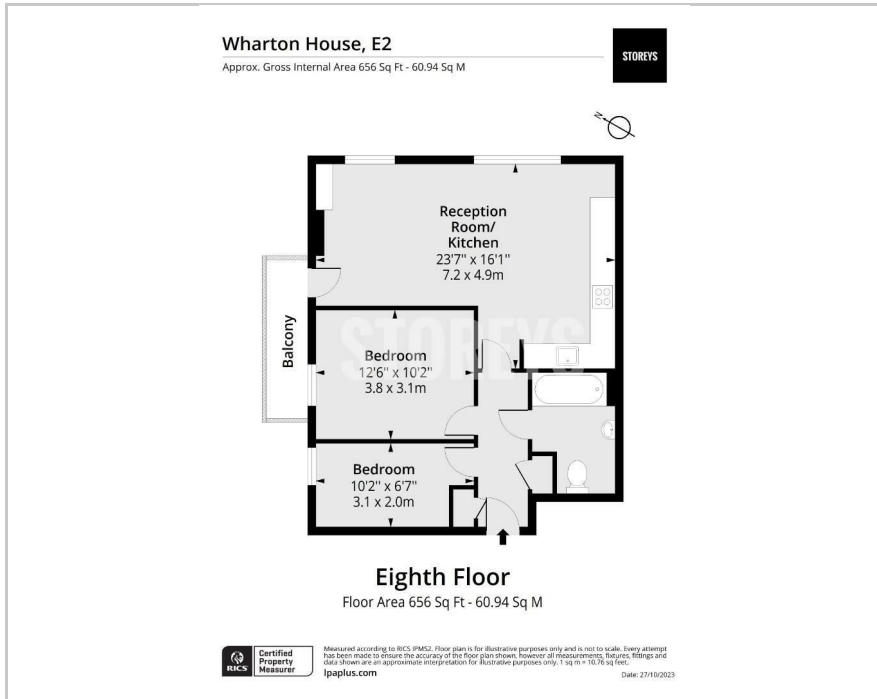 Wharton House, E2
Approx. Gross Internal Area 656 Sq Ft - 60.94 Sq M
STOREYS
N
Reception
Room/
Kitchen
23'7" x 16'1"
7.2 x 4.9m
Balcony
STOREYS
Bedroom
12'6" x 10'2"
3.8 x 3.1m
Bedroom
10'2" x 6'7"
3.1 x 2.0m
Eighth Floor
Floor Area 656 Sq Ft - 60.94 Sq M
RICS
Certified
Property
Measurer
Measured according to RICS IPMS2. Floor plan is for illustrative purposes only and is not to scale. Every attempt
has been made to ensure the accuracy of the floor plan shown, however all measurements, fixtures, fittings and
data shown are an approximate interpretation for illustrative purposes only. 1 sq m = 10.76 sq feet.
lpaplus.com
Date: 27/10/2023